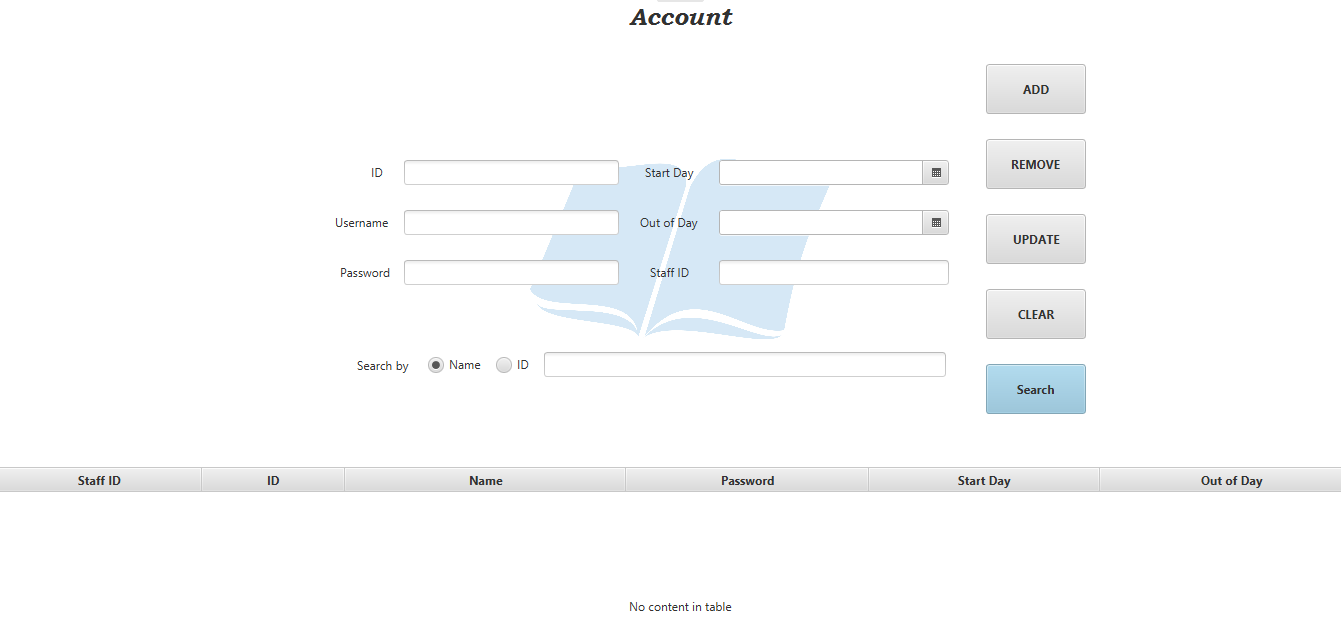 Account
ADD
REMOVE
ID Start Day
Username Out of Day
UPDATE
Password Staff ID
CLEAR
Search by Name ID
Search
Staff ID ID Name Password Start Day Out of Day
No content in table